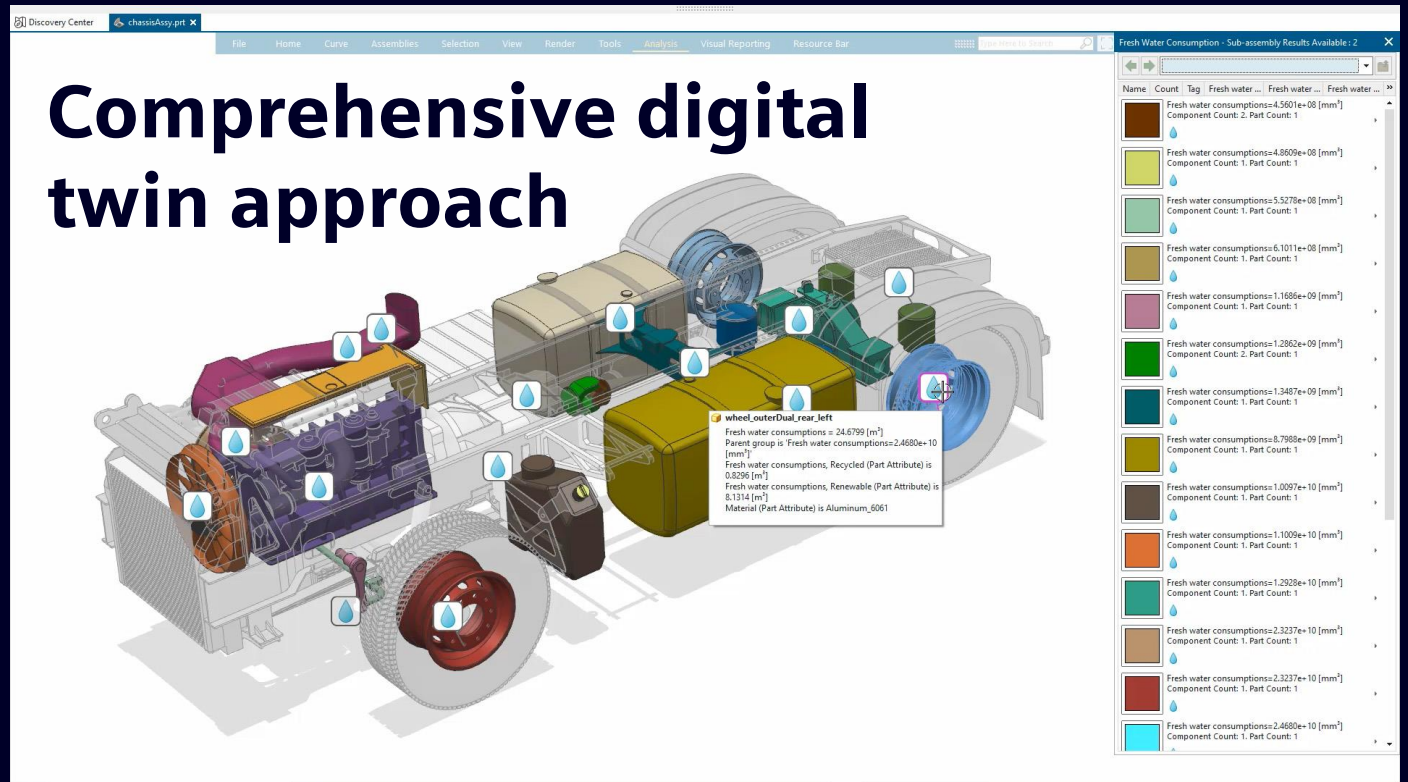 Discovery Center
chassisAssy.prt
File Home Curve Assemblies Selection View Render Tools Analysis Visual Reporting Resource Bar
Type Here to Search
Comprehensive digital
twin approach
wheel_outerDual_rear_left
Fresh water consumptions = 24.6799 [m³]
Parent group is 'Fresh water consumptions=2.4680e+10
[mm³]'
Fresh water consumptions, Recycled (Part Attribute) is
0.8296 [m³]
Fresh water consumptions, Renewable (Part Attribute) is
8.1314 [m³]
Material (Part Attribute) is Aluminum_6061
Fresh Water Consumption - Sub-assembly Results Available : 2
Name Count Tag Fresh water ... Fresh water ... Fresh water ... »
Fresh water consumptions=4.5601e+08 [mm³]
Component Count: 2. Part Count: 1
Fresh water consumptions=4.8609e+08 [mm³]
Component Count: 1. Part Count: 1
Fresh water consumptions=5.5278e+08 [mm³]
Component Count: 1. Part Count: 1
Fresh water consumptions=6.1011e+08 [mm³]
Component Count: 1. Part Count: 1
Fresh water consumptions=1.1686e+09 [mm³]
Component Count: 1. Part Count: 1
Fresh water consumptions=1.2862e+09 [mm³]
Component Count: 2. Part Count: 1
Fresh water consumptions=1.3487e+09 [mm³]
Component Count: 1. Part Count: 1
Fresh water consumptions=8.7988e+09 [mm³]
Component Count: 1. Part Count: 1
Fresh water consumptions=1.0097e+10 [mm³]
Component Count: 1. Part Count: 1
Fresh water consumptions=1.1009e+10 [mm³]
Component Count: 1. Part Count: 1
Fresh water consumptions=1.2928e+10 [mm³]
Component Count: 1. Part Count: 1
Fresh water consumptions=2.3237e+10 [mm³]
Component Count: 1. Part Count: 1
Fresh water consumptions=2.3237e+10 [mm³]
Component Count: 1. Part Count: 1
Fresh water consumptions=2.4680e+10 [mm³]
Component Count: 1. Part Count: 1